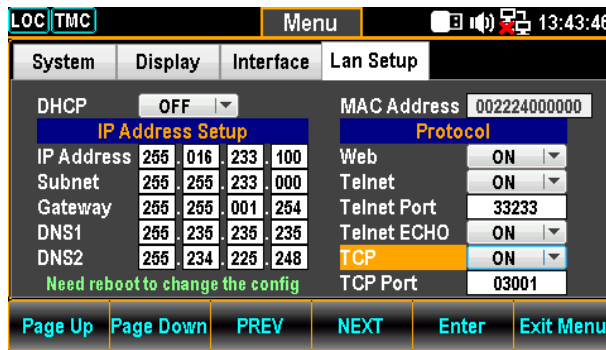 LOC TMC Menu 13:43:46
System Display Interface Lan Setup
DHCP OFF MAC Address 002224000000
IP Address Setup Protocol
IP Address 255.016.233.100 Web ON
Subnet 255.255.233.000 Telnet ON
Gateway 255.255.001.254 Telnet Port 33233
DNS1 255.235.235.235 Telnet ECHO ON
DNS2 255.234.225.248 TCP ON
Need reboot to change the config TCP Port 03001
Page Up Page Down PREV NEXT Enter Exit Menu